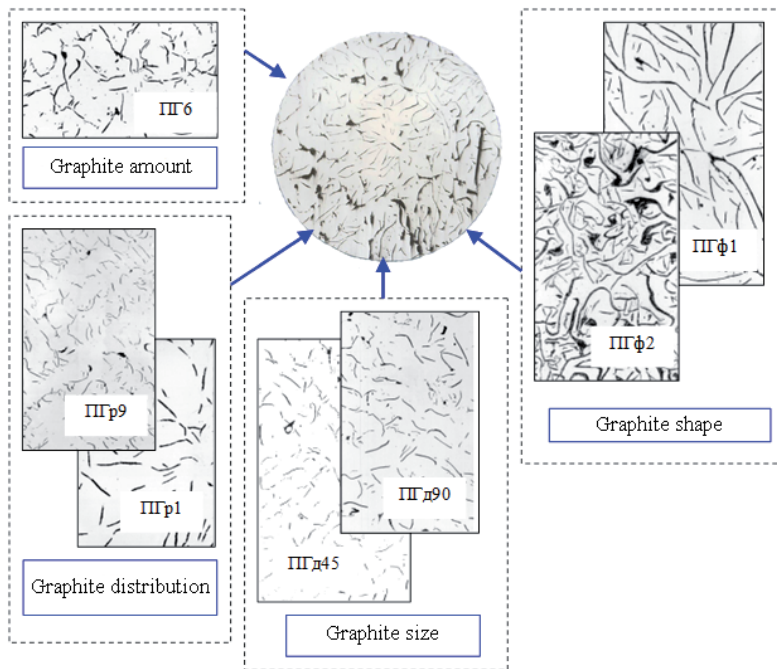 ПГ6
Graphite amount
ПГф1
ПГф2
Graphite shape
ПГр9
ПГр1
Graphite distribution
ПГд90
ПГд45
Graphite size